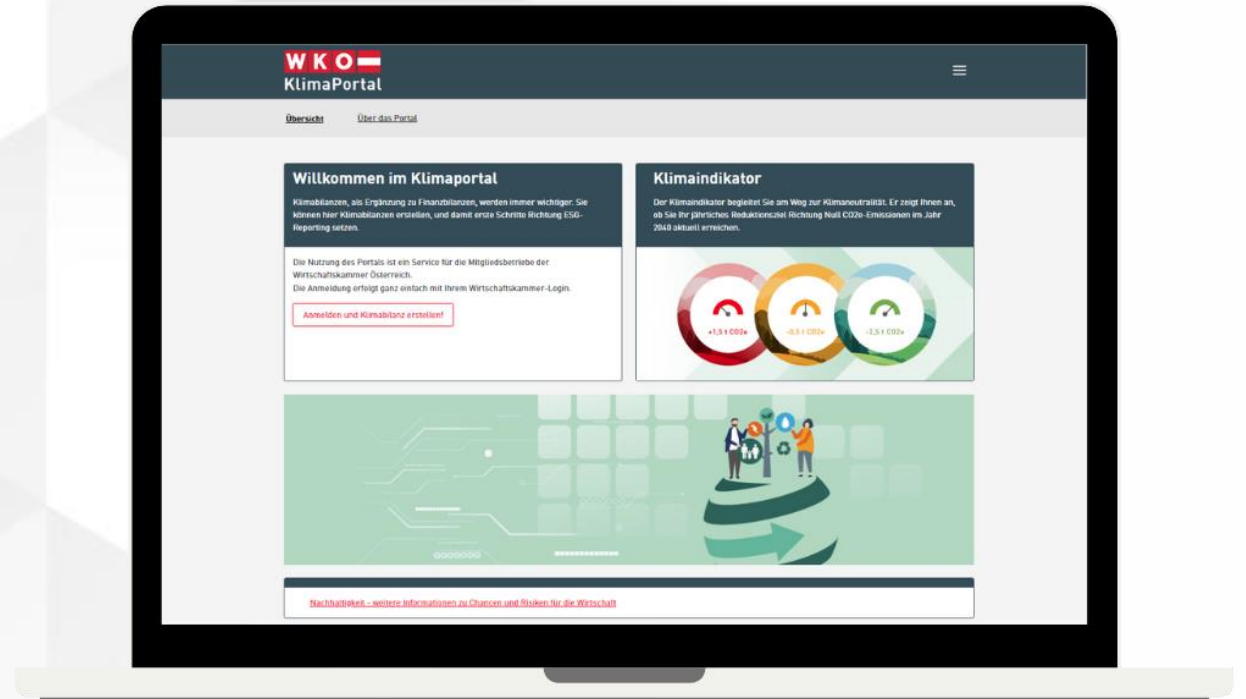 WKO
KlimaPortal
Übersicht
Über das Portal
Willkommen im Klimaportal
Klimabilanzen, als Ergänzung zu Finanzbilanzen, werden immer wichtiger. Sie
können hier Klimabilanzen erstellen, und damit erste Schritte Richtung ESG-
Reporting setzen.
Die Nutzung des Portals ist ein Service für die Mitgliedsbetriebe der
Wirtschaftskammer Österreich.
Die Anmeldung erfolgt ganz einfach mit Ihrem Wirtschaftskammer-Login.
Anmelden und Klimabilanz erstellen!
Klimaindikator
Der Klimaindikator begleitet Sie am Weg zur Klimaneutralität. Er zeigt Ihnen an,
ob Sie Ihr jährliches Reduktionsziel Richtung Null CO2e-Emissionen im Jahr
2040 aktuell erreichen.
+1,5 t CO2e
-0,5 t CO2e
-2,5 t CO2e
Nachhaltigkeit - weitere Informationen zu Chancen und Risiken für die Wirtschaft